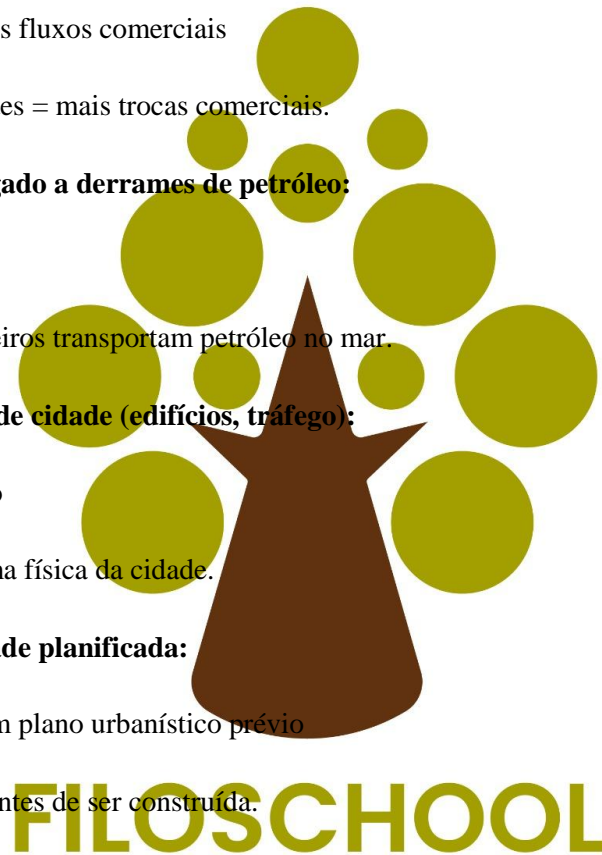 s fluxos comerciais
es = mais trocas comerciais.
gado a derrames de petróleo:
eiros transportam petróleo no mar.
de cidade (edifícios, tráfego):
o
na física da cidade.
de planificada:
m plano urbanístico prévio
ntes de ser construída.
FILOSCHOOL